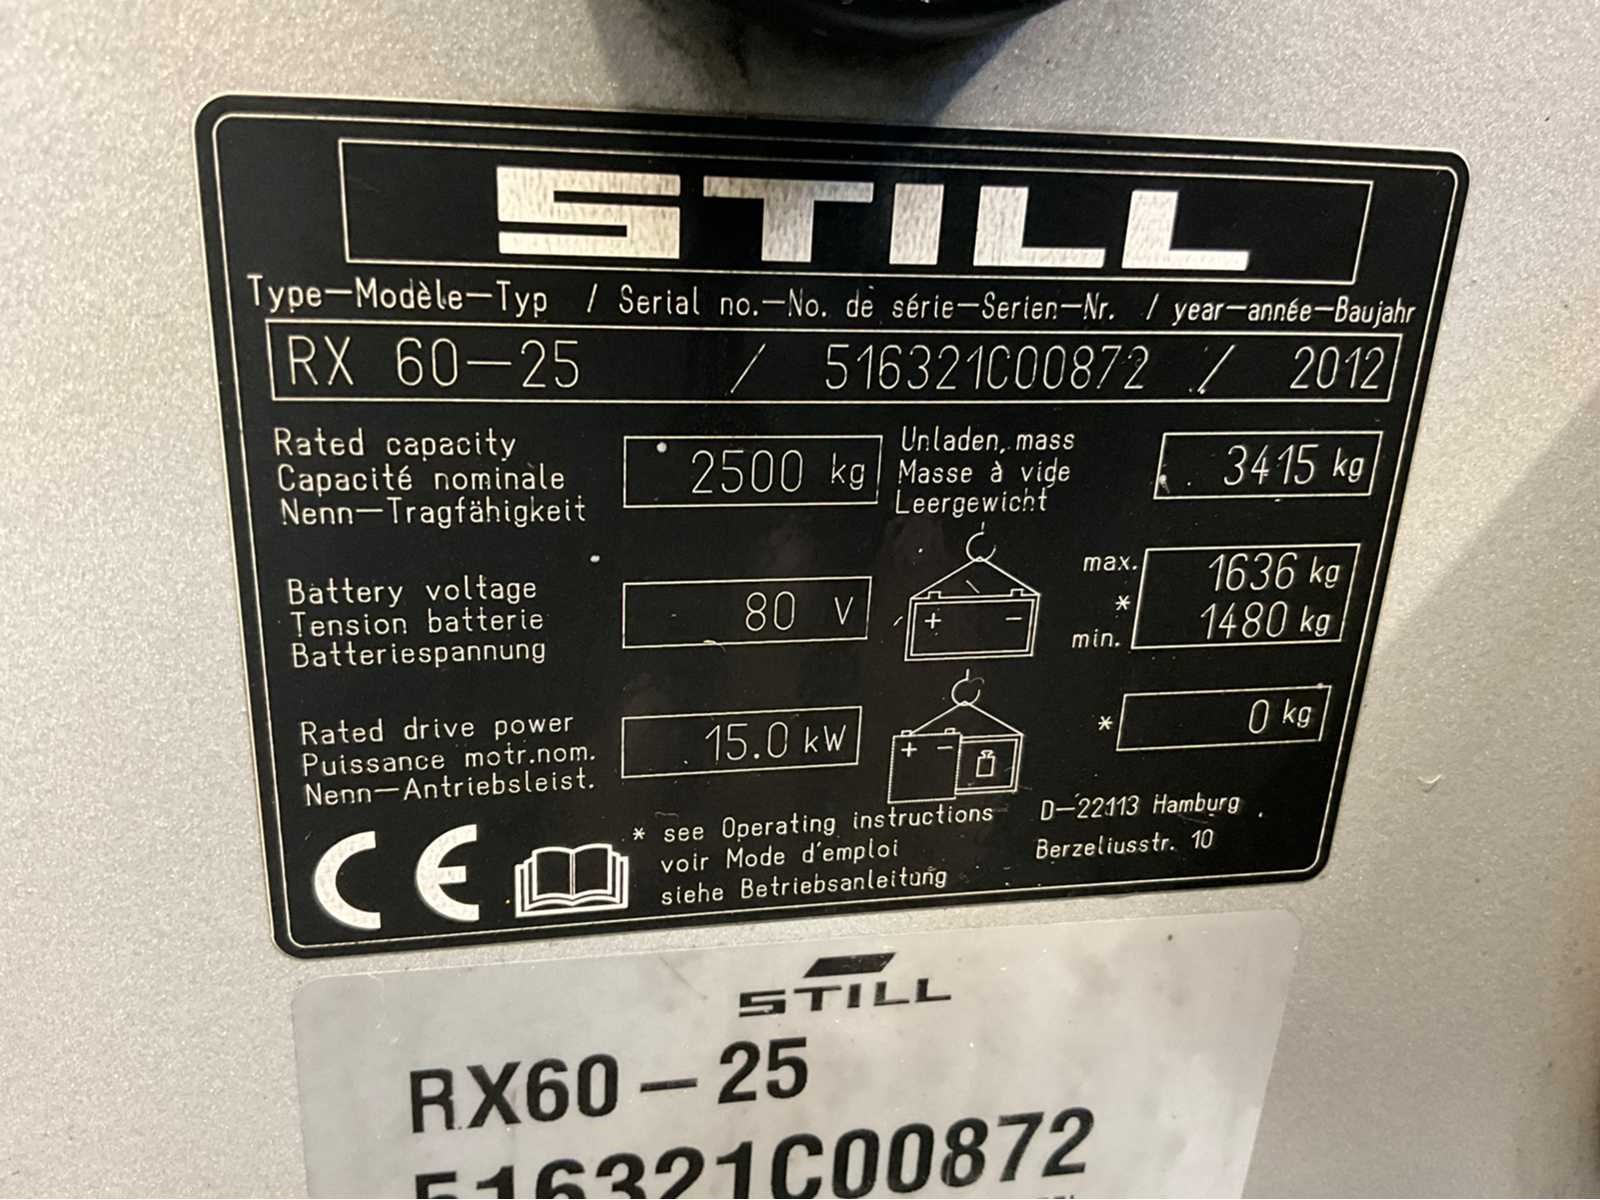 STILL
Type-Modèle-Typ / Serial no.-No. de série-Serien-Nr. / year-année-Baujahr
RX 60-25 / 516321C00872 / 2012
Rated capacity
Capacité nominale
Nenn-Tragfähigkeit
2500 kg
Unladen mass
Masse à vide
Leergewicht
3415 kg
Battery voltage
Tension batterie
Batteriespannung
80 V
+ -
max.
*
min.
1636 kg
1480 kg
Rated drive power
Puissance motr.nom.
Nenn-Antriebsleist.
15.0 kW
+ -
* 0 kg
CE
* see Operating instructions
voir Mode d'emploi
siehe Betriebsanleitung
D-22113 Hamburg
Berzeliusstr. 10
STILL
RX60-25
516321C00872